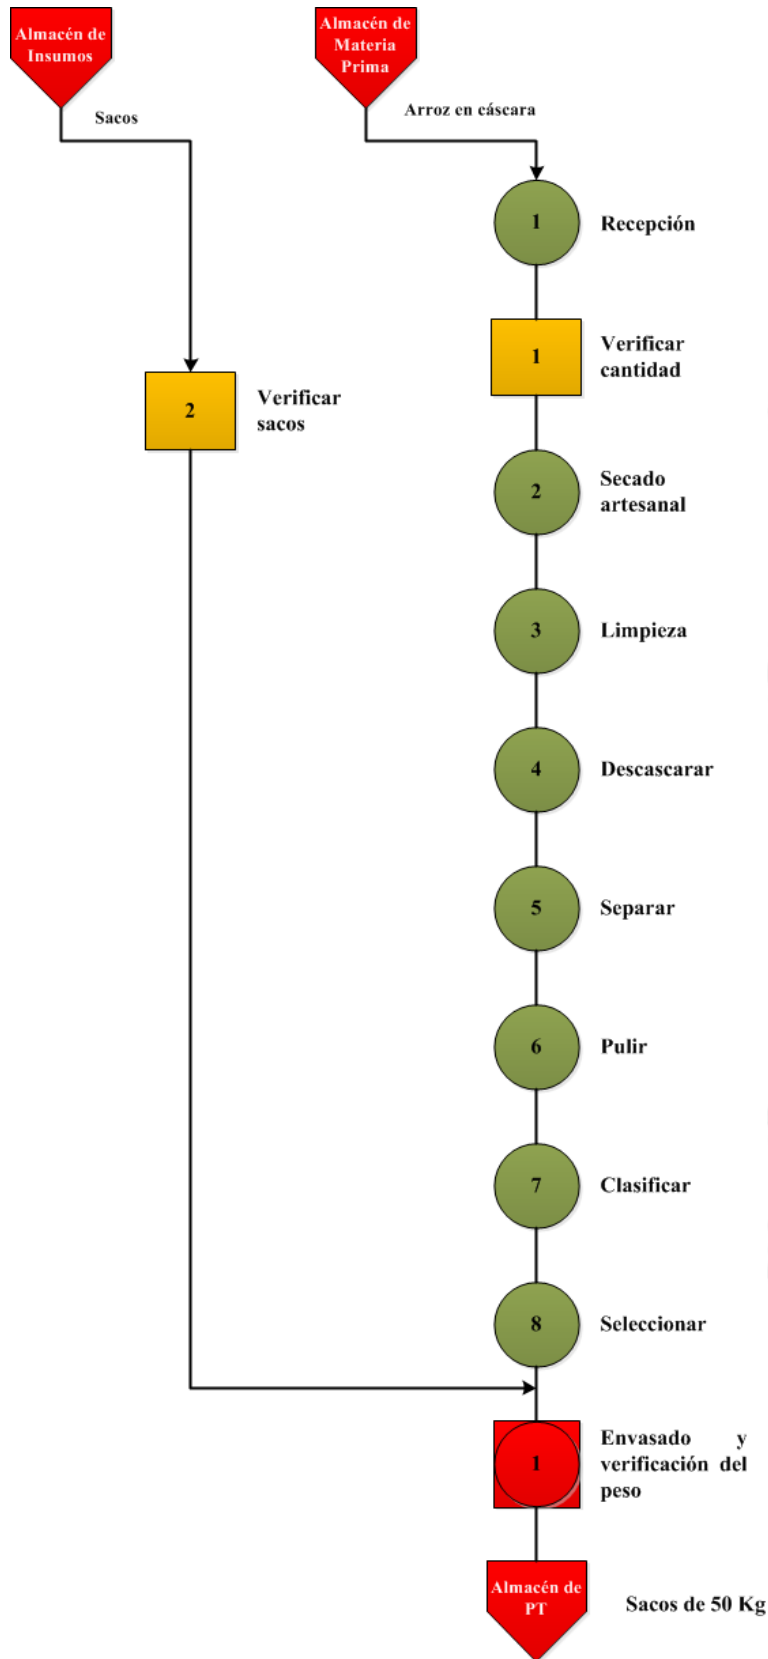 Almacén de
Insumos
Almacén de
Materia
Prima
Sacos
Arroz en cáscara
1
Recepción
1
Verificar
cantidad
2
Verificar
sacos
2
Secado
artesanal
3
Limpieza
4
Descascarar
5
Separar
6
Pulir
7
Clasificar
8
Seleccionar
1
Envasado y
verificación del
peso
Almacén de
PT
Sacos de 50 Kg